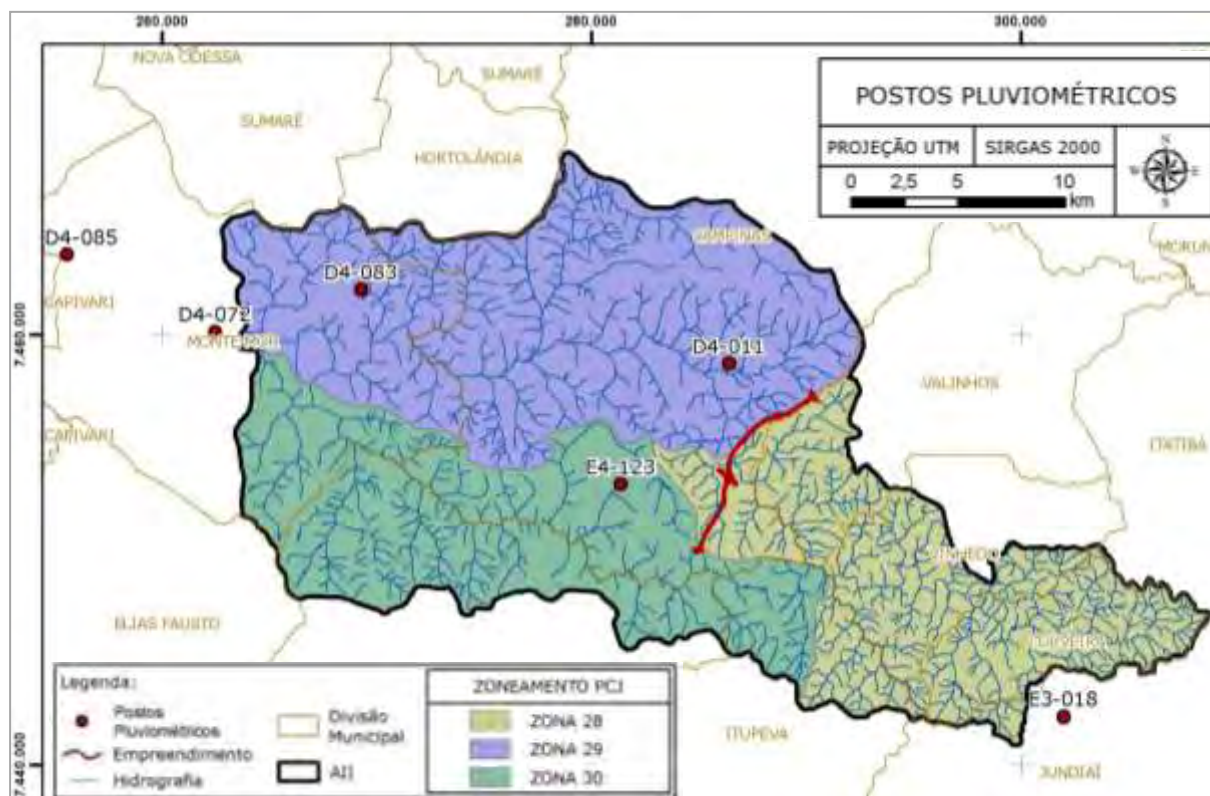 260.000
280.000
300.000
NOVA ODESSA
SUMARÉ
SUMARÉ
HORTOLÂNDIA
POSTOS PLUVIOMÉTRICOS
PROJEÇÃO UTM
SIRGAS 2000
0 2,5 5 10
km
N
W E
S
CAMPINAS
D4-085
D4-083
CAPIVARI
D4-072
MONTE MOR
7.460.000
D4-011
VALINHOS
CAPIVARI
ITATIBA
E4-123
VINHEDO
ELIAS FAUSTO
LOUVEIRA
E3-018
ITUPEVA
JUNDIAÍ
7.440.000
Legenda:
Postos
Pluviométricos
Empreendimento
Hidrografia
Divisão
Municipal
AII
ZONEAMENTO PCJ
ZONA 28
ZONA 29
ZONA 30